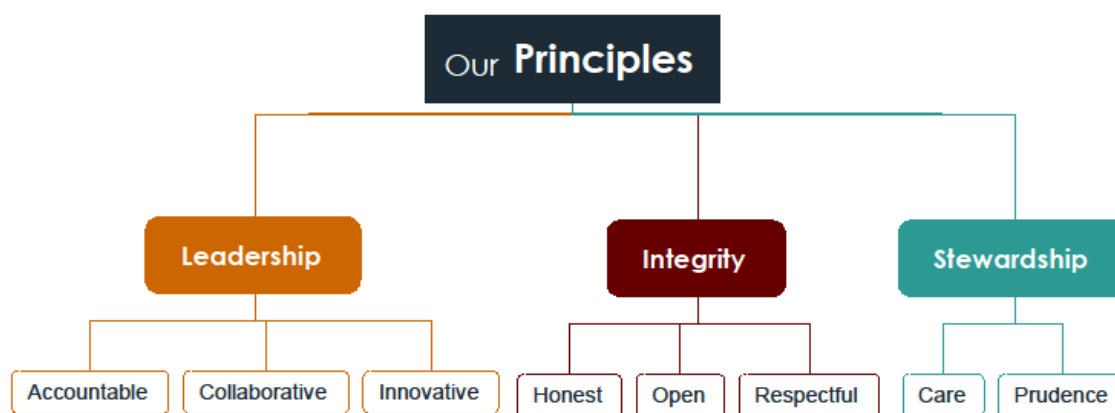 Our Principles
Leadership
Integrity
Stewardship
Accountable
Collaborative
Innovative
Honest
Open
Respectful
Care
Prudence